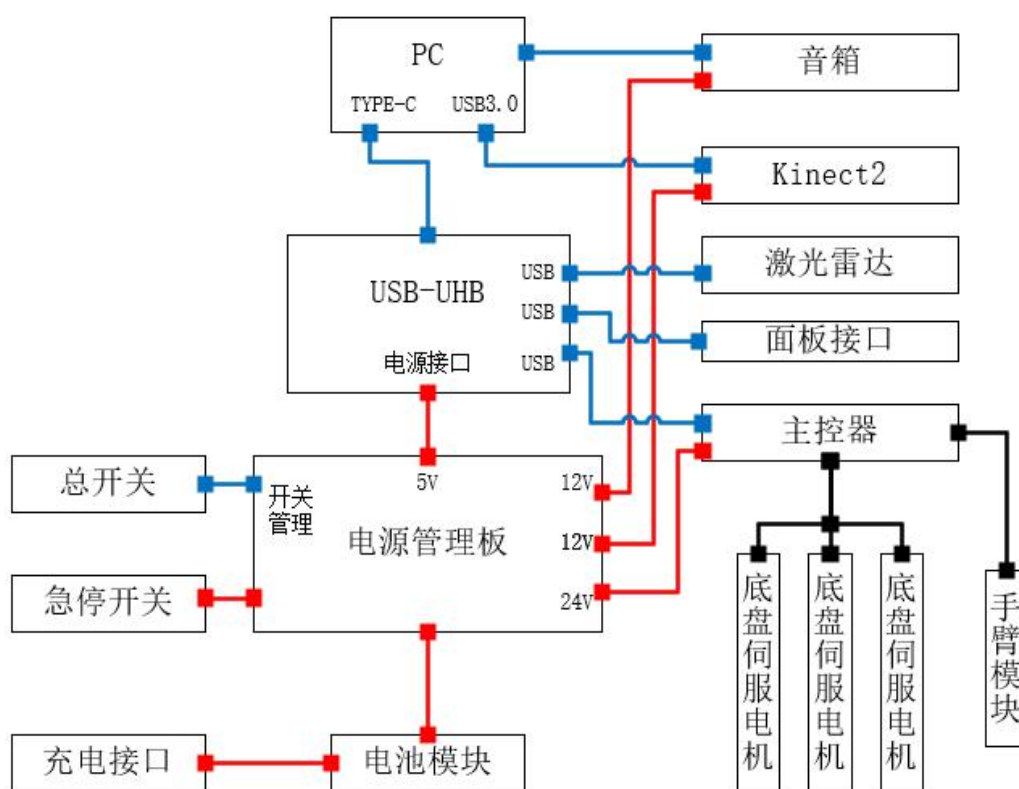 PC
TYPE-C
USB3.0
音箱
Kinect2
USB-UHB
USB
USB
USB
电源接口
激光雷达
面板接口
主控器
总开关
开关
管理
5V
12V
12V
24V
电源管理板
急停开关
底盘伺服电机
底盘伺服电机
底盘伺服电机
手臂模块
充电接口
电池模块